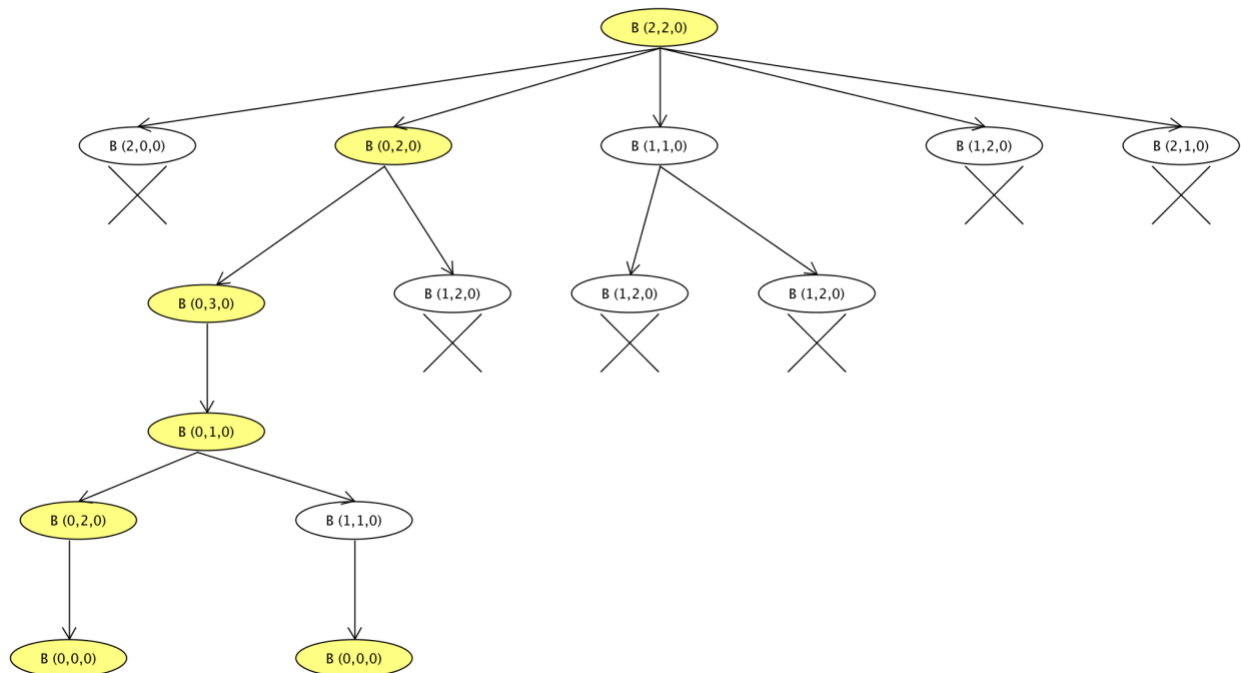 B (2,2,0)
B (2,0,0)
B (0,2,0)
B (1,1,0)
B (1,2,0)
B (2,1,0)
B (0,3,0)
B (1,2,0)
B (1,2,0)
B (1,2,0)
B (0,1,0)
B (0,2,0)
B (1,1,0)
B (0,0,0)
B (0,0,0)